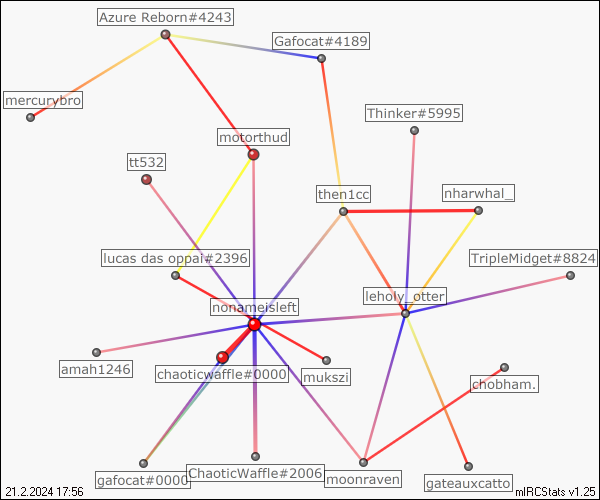 Azure Reborn#4243
Gafocat#4189
mercurybro
Thinker#5995
motorthud
tt532
then1cc
nharwhal_
lucas das oppai#2396
TripleMidget#8824
leholy_otter
nonameisleft
amah1246
chaoticwaffle#0000
mukszi
chobham.
gafocat#0000
ChaoticWaffle#2006
moonraven
gateauxcatto
21.2.2024 17:56
mIRCStats v1.25